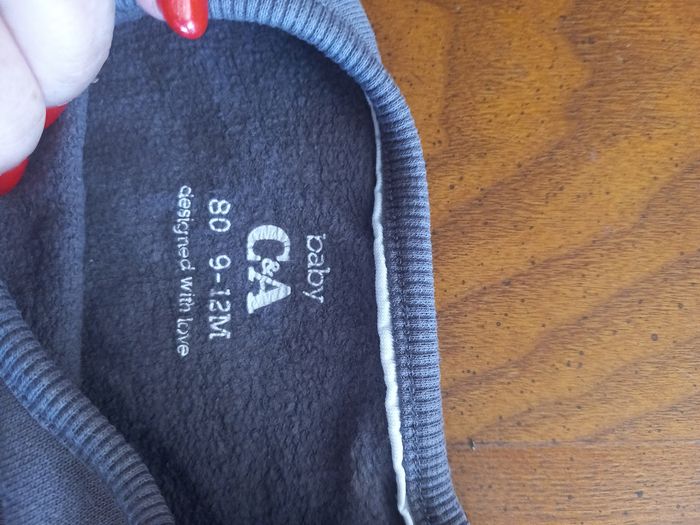 baby
C&A
80 9-12M
designed with love